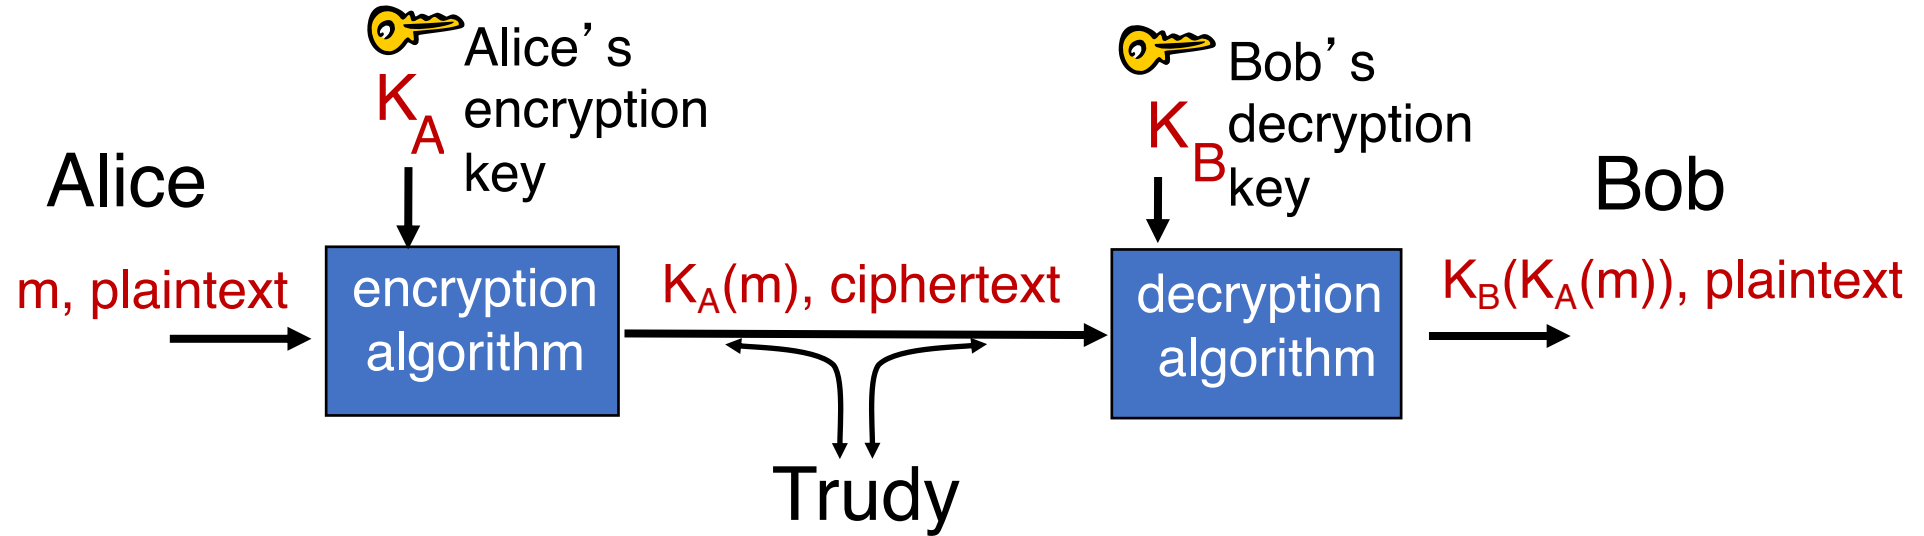 Alice's
encryption
key
K_A
Bob's
decryption
key
K_B
Alice
Bob
m, plaintext
encryption
algorithm
K_A(m), ciphertext
decryption
algorithm
K_B(K_A(m)), plaintext
Trudy